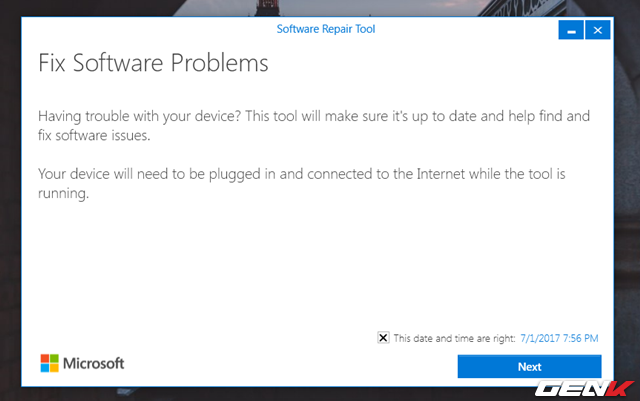 Software Repair Tool
Fix Software Problems
Having trouble with your device? This tool will make sure it's up to date and help find and
fix software issues.
Your device will need to be plugged in and connected to the Internet while the tool is
running.
This date and time are right: 7/1/2017 7:56 PM
Microsoft
Next
GENK